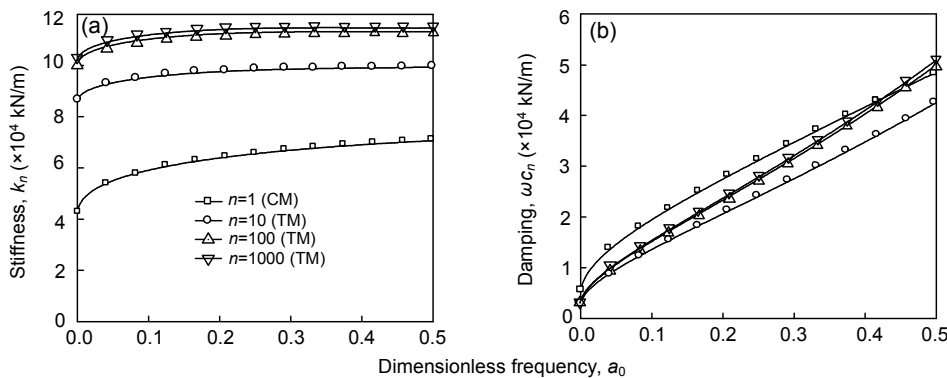 (a)
Stiffness, kₙ (×10⁴ kN/m)
12
10
8
6
4
2
0
n=1 (CM)
n=10 (TM)
n=100 (TM)
n=1000 (TM)
0.0 0.1 0.2 0.3 0.4 0.5
(b)
Damping, ωcₙ (×10⁴ kN/m)
6
5
4
3
2
1
0
0.0 0.1 0.2 0.3 0.4 0.5
Dimensionless frequency, a₀